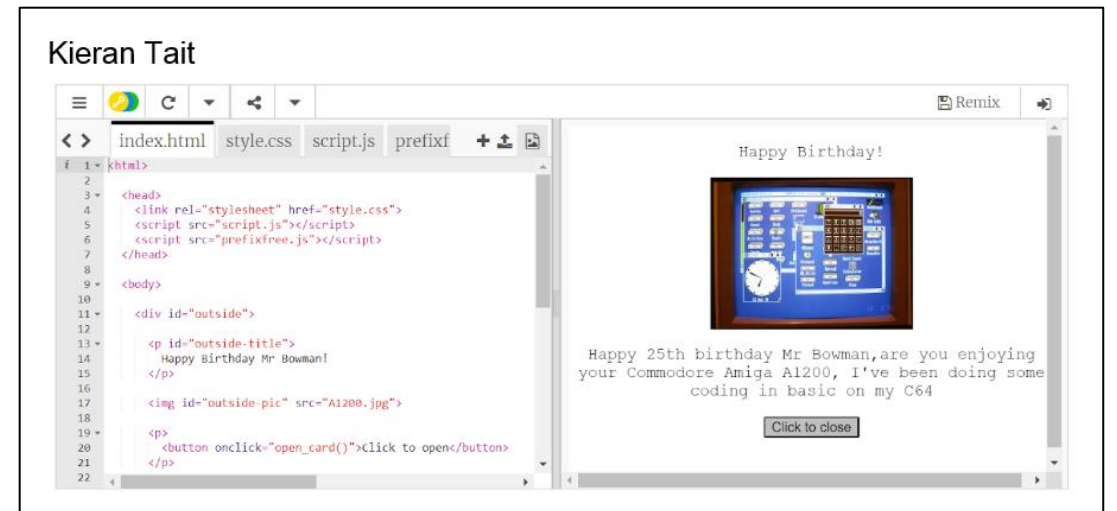 Kieran Tait
Remix
index.html style.css script.js prefixf
i 1 <html>
2
3 <head>
4 <link rel="stylesheet" href="style.css">
5 <script src="script.js"></script>
6 <script src="prefixfree.js"></script>
7 </head>
8
9 <body>
10
11 <div id="outside">
12
13 <p id="outside-title">
14 Happy Birthday Mr Bowman!
15 </p>
16
17 <img id="outside-pic" src="A1200.jpg">
18
19 <p>
20 <button onclick="open_card()">Click to open</button>
21 </p>
22
Happy Birthday!
Happy 25th birthday Mr Bowman,are you enjoying
your Commodore Amiga A1200, I've been doing some
coding in basic on my C64
Click to close